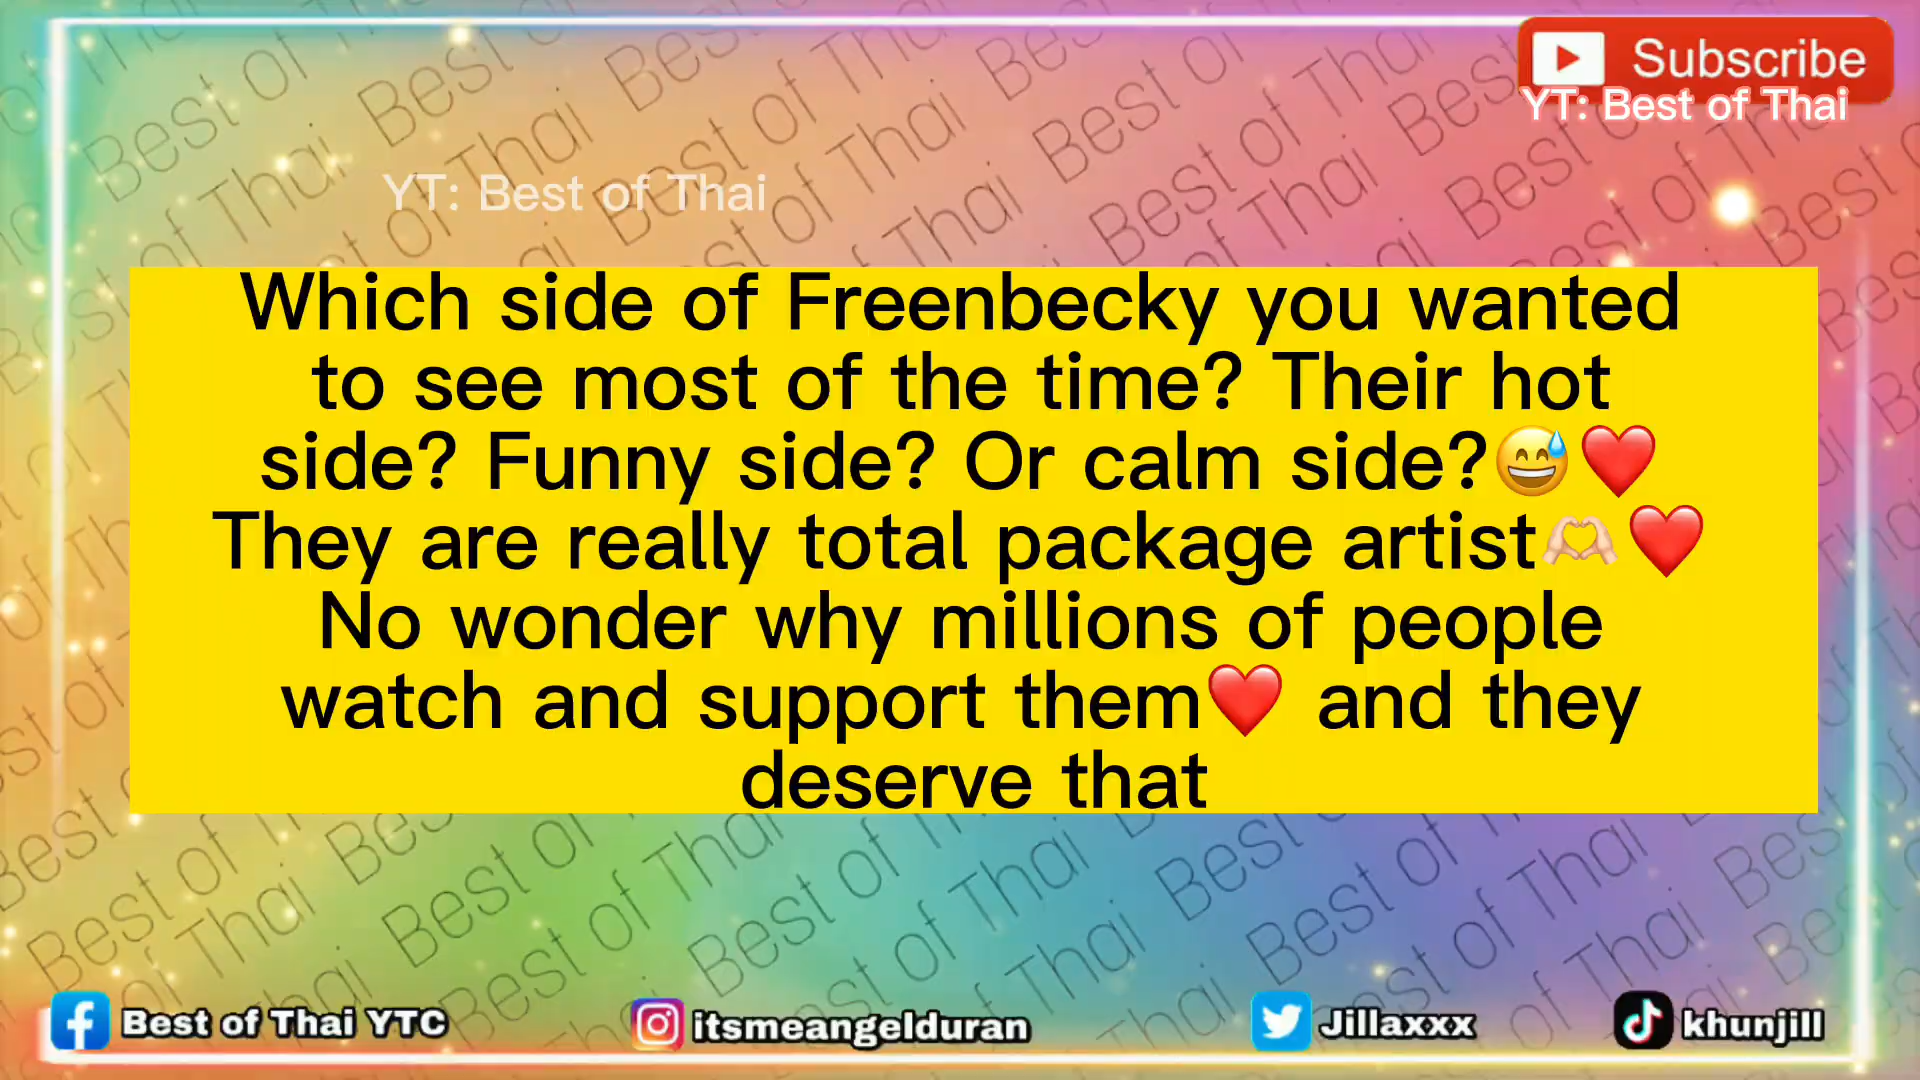 Subscribe
YT: Best of Thai
YT: Best of Thai
Which side of Freenbecky you wanted
to see most of the time? Their hot
side? Funny side? Or calm side?😅❤️
They are really total package artist🫶🏻❤️
No wonder why millions of people
watch and support them❤️ and they
deserve that
Best of Thai YTC
itsmeangelduran
Jillaxxx
khunjill